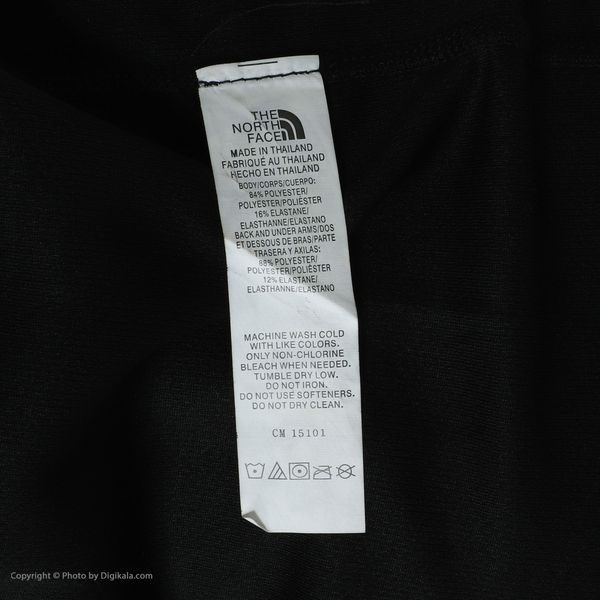 THE
NORTH
FACE
MADE IN THAILAND
FABRIQUÉ AU THAILAND
HECHO EN THAILAND
BODY/CORPS/CUERPO:
84% POLYESTER/
POLYESTER/POLIÉSTER
16% ELASTANE/
ELASTHANNE/ELASTANO
BACK AND UNDER ARMS/DOS
ET DESSOUS DE BRAS/PARTE
TRASERA Y AXILAS:
88% POLYESTER/
POLYESTER/POLIÉSTER
12% ELASTANE/
ELASTHANNE/ELASTANO
MACHINE WASH COLD
WITH LIKE COLORS.
ONLY NON-CHLORINE
BLEACH WHEN NEEDED.
TUMBLE DRY LOW.
DO NOT IRON.
DO NOT USE SOFTENERS.
DO NOT DRY CLEAN.
CM 15101
Copyright © Photo by Digikala.com